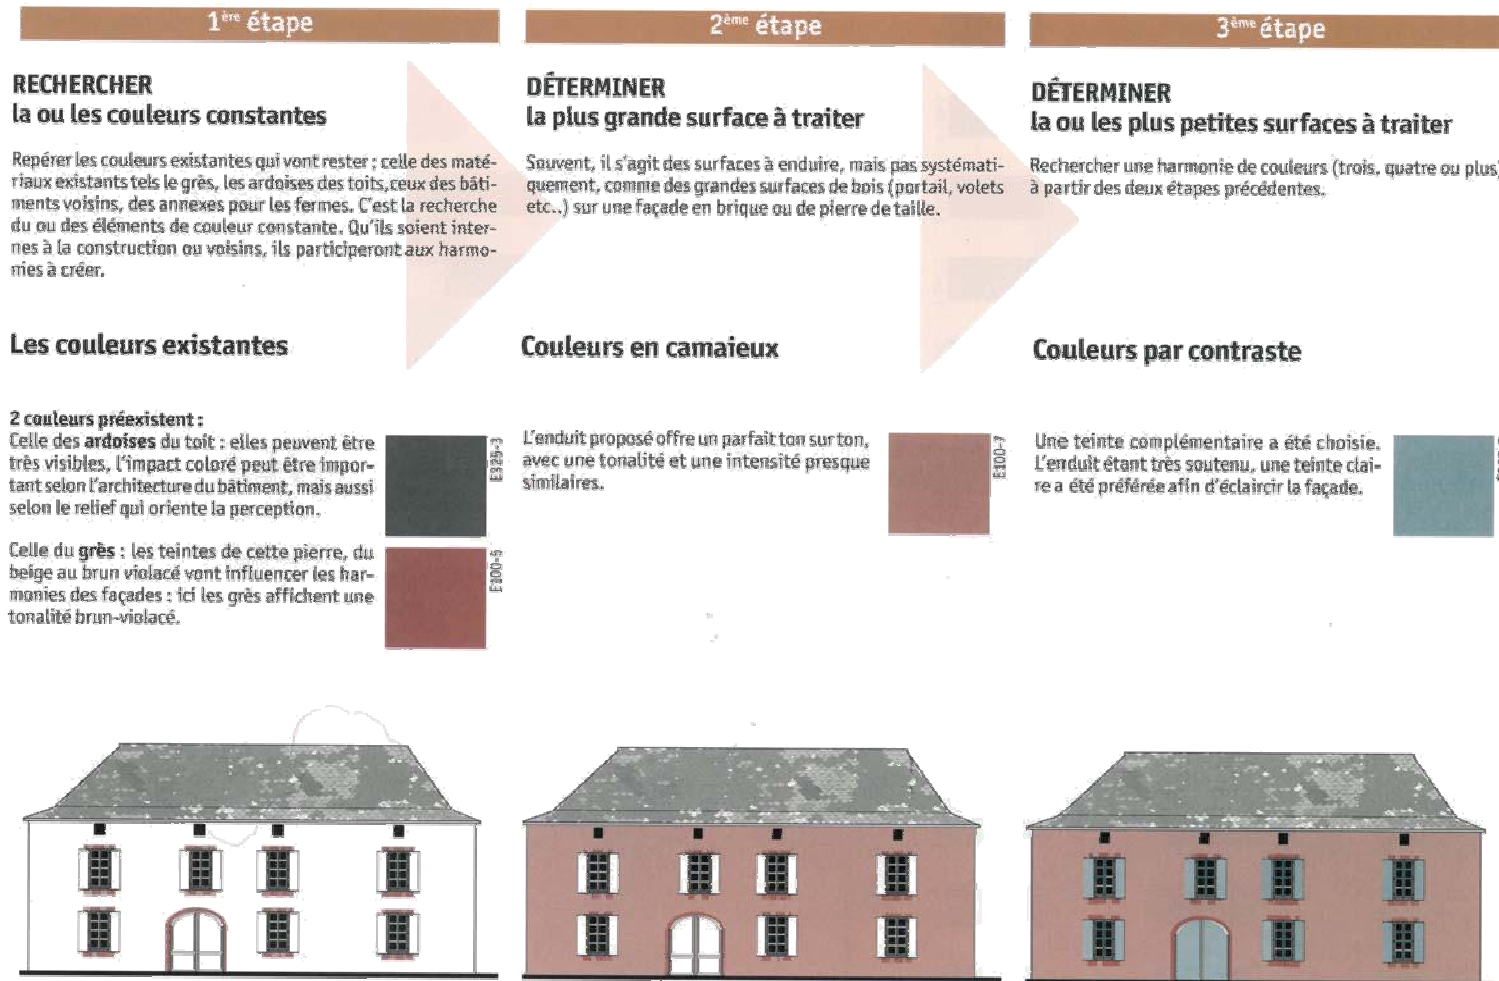 1ère étape
RECHERCHER
la ou les couleurs constantes
Repérer les couleurs existantes qui vont rester : celle des maté-
riaux existants tels le grès, les ardoises des toits,ceux des bâti-
ments voisins, des annexes pour les fermes. C'est la recherche
du ou des éléments de couleur constante. Qu'ils soient inter-
nes à la construction ou voisins, ils participeront aux harmo-
nies à créer.
Les couleurs existantes
2 couleurs préexistent :
Celle des ardoises du toit : elles peuvent être
très visibles, l'impact coloré peut être impor-
tant selon l'architecture du bâtiment, mais aussi
selon le relief qui oriente la perception.
E325-3
Celle du grès : les teintes de cette pierre, du
beige au brun violacé vont influencer les har-
monies des façades : ici les grès affichent une
tonalité brun-violacé.
E100-5
2ème étape
DÉTERMINER
la plus grande surface à traiter
Souvent, il s'agit des surfaces à enduire, mais pas systémati-
quement, comme des grandes surfaces de bois (portail, volets
etc..) sur une façade en brique ou de pierre de taille.
Couleurs en camaieux
L'enduit proposé offre un parfait ton sur ton,
avec une tonalité et une intensité presque
similaires.
E100-7
3ème étape
DÉTERMINER
la ou les plus petites surfaces à traiter
Rechercher une harmonie de couleurs (trois, quatre ou plus)
à partir des deux étapes précédentes.
Couleurs par contraste
Une teinte complémentaire a été choisie.
L'enduit étant très soutenu, une teinte clai-
re a été préférée afin d'éclaircir la façade.